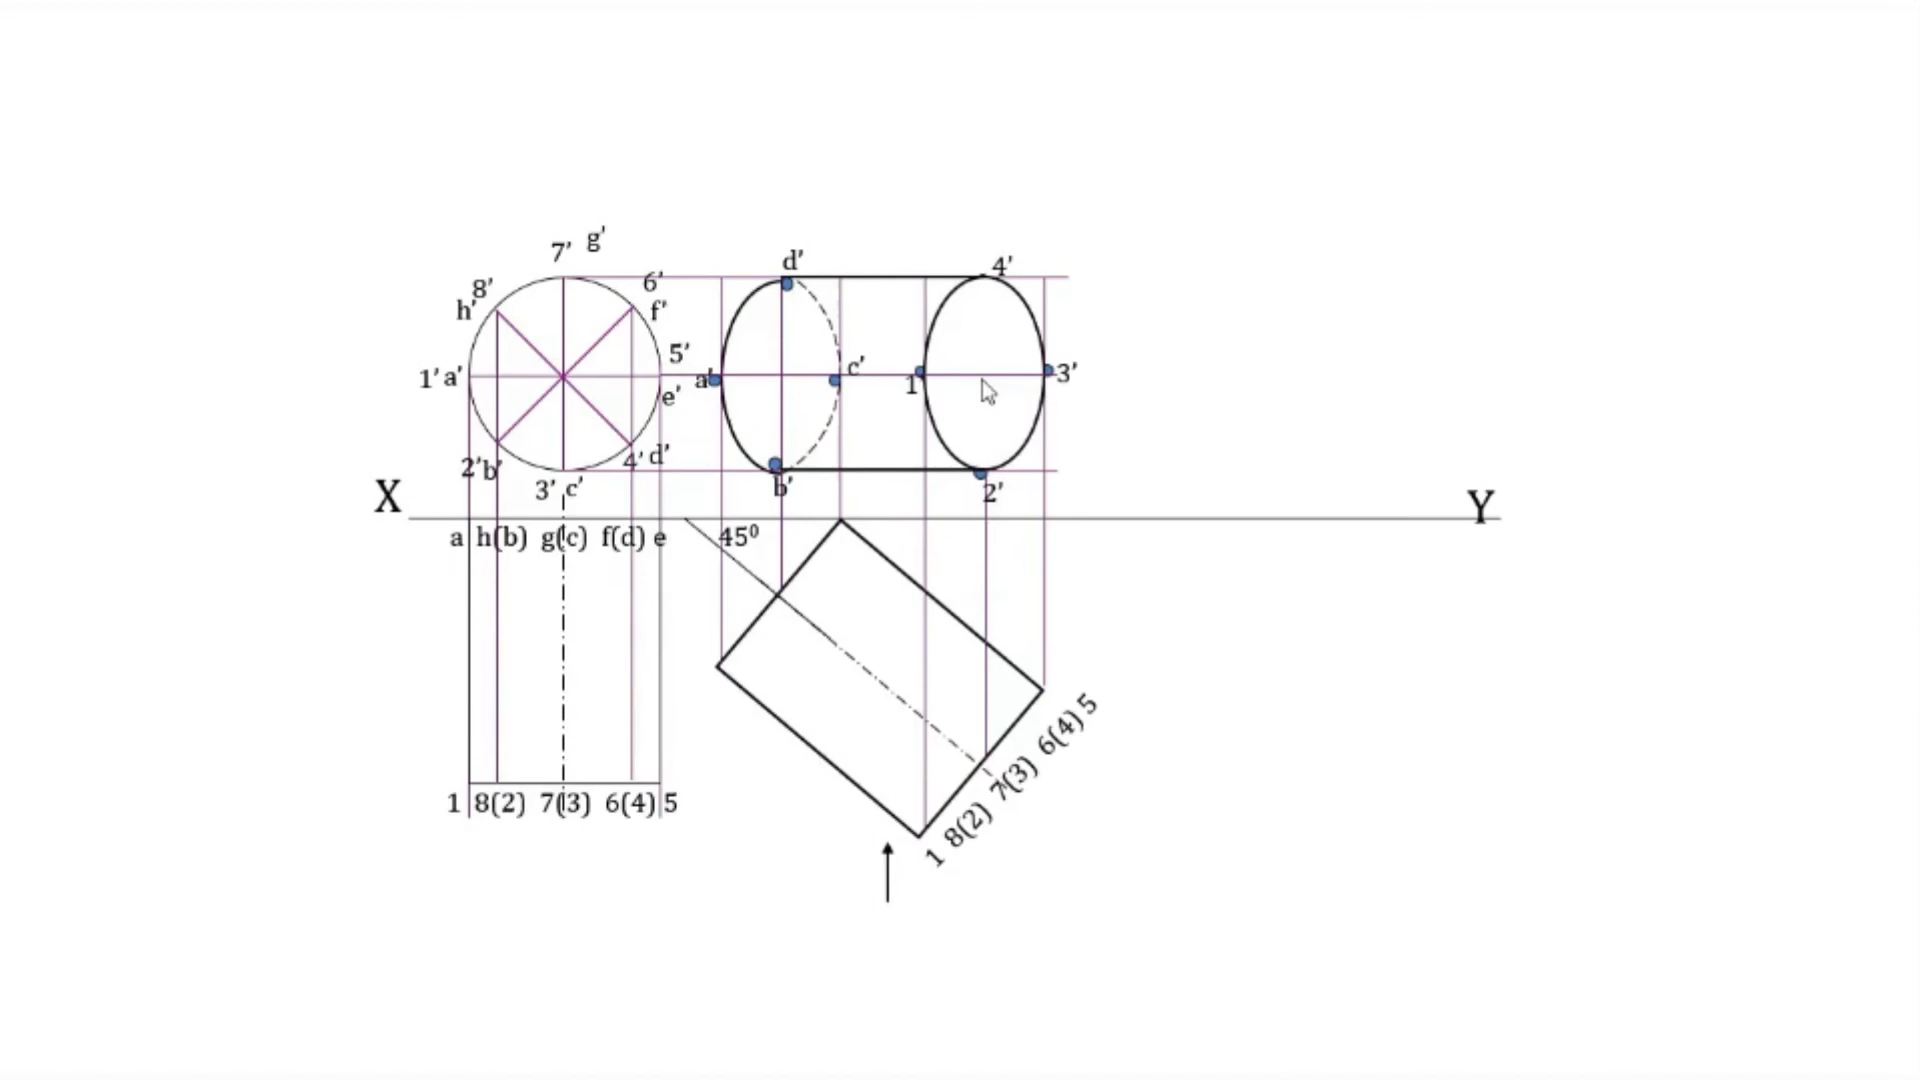 7' g'
d'
4'
8'
6'
h'
f'
5'
1' a'
a'
c'
1'
3'
e'
2' b'
4' d'
3' c'
b'
2'
X
Y
a h(b) g(c) f(d) e
45⁰
1 8(2) 7(3) 6(4) 5
1 8(2) 7(3) 6(4) 5